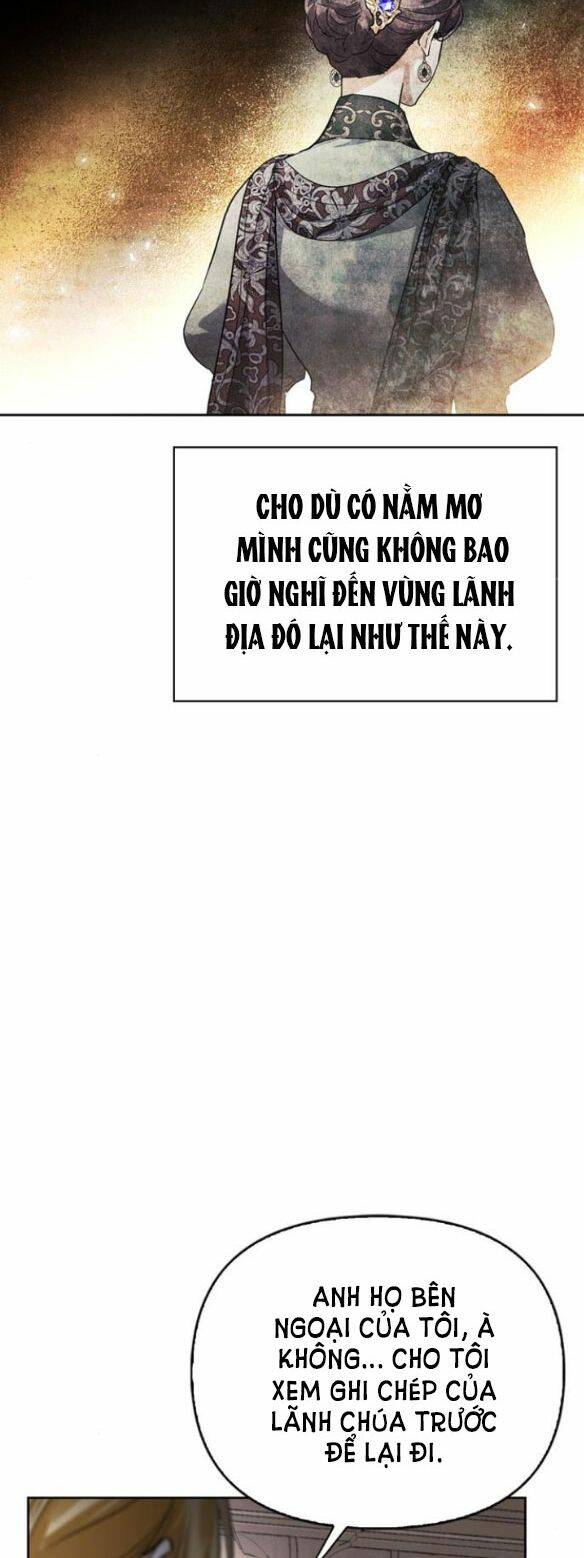 CHO DÙ CÓ NẰM MƠ
MÌNH CŨNG KHÔNG BAO
GIỜ NGHĨ ĐẾN VÙNG LÃNH
ĐỊA ĐÓ LẠI NHƯ THẾ NÀY.
ANH HỌ BÊN
NGOẠI CỦA TÔI, À
KHÔNG... CHO TÔI
XEM GHI CHÉP CỦA
LÃNH CHÚA TRƯỚC
ĐỂ LẠI ĐI.